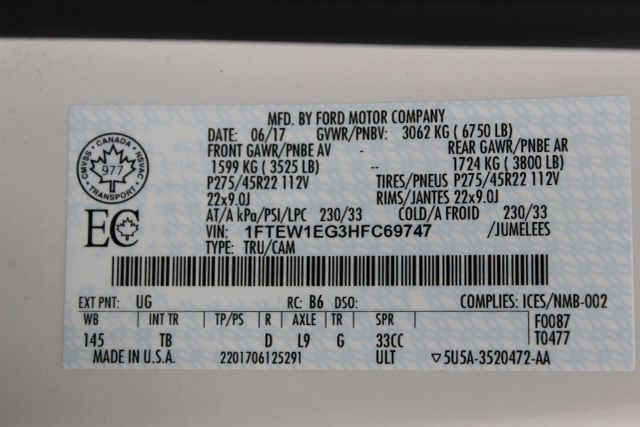 MFD. BY FORD MOTOR COMPANY
DATE: 06/17 GVWR/PNBV: 3062 KG ( 6750 LB)
FRONT GAWR/PNBE AV - REAR GAWR/PNBE AR
1599 KG ( 3525 LB) -- 1724 KG ( 3800 LB)
P275/45R22 112V TIRES/PNEUS P275/45R22 112V
22x9.0J RIMS/JANTES 22x9.0J
AT/A kPa/PSI/LPC 230/33 COLD/A FROID 230/33
VIN: 1FTEW1EG3HFC69747 /JUMELEES
TYPE: TRU/CAM
CANADA
CMVSS NSVAC
977
TRANSPORT
EC
EXT PNT: UG RC: B6 DSO: COMPLIES: ICES/NMB-002
WB INT TR TP/PS R AXLE TR SPR F0087
145 TB D L9 G 33CC T0477
MADE IN U.S.A. 2201706125291 ULT ▽5U5A-3520472-AA